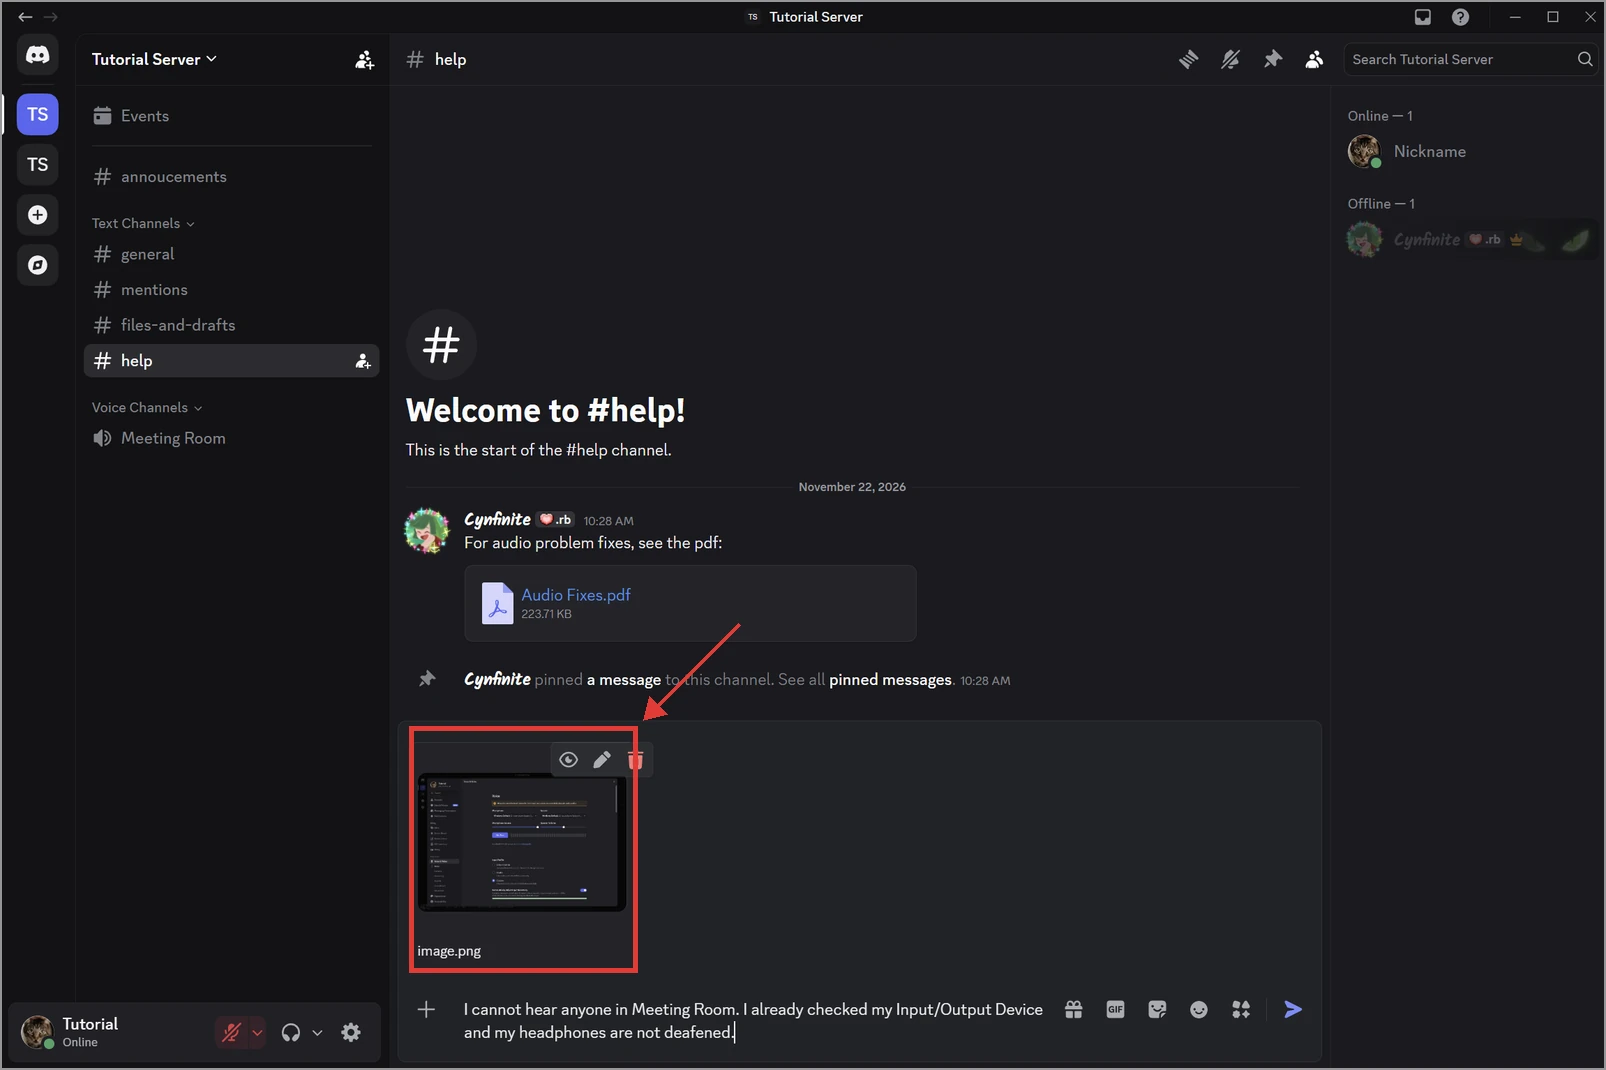 TS Tutorial Server
Tutorial Server
# help
Search Tutorial Server
TS
TS
Events
# annoucements
Text Channels
# general
# mentions
# files-and-drafts
# help
Voice Channels
Meeting Room
#
Welcome to #help!
This is the start of the #help channel.
November 22, 2026
Cynfinite .rb 10:28 AM
For audio problem fixes, see the pdf:
Audio Fixes.pdf
223.71 KB
Cynfinite pinned a message to this channel. See all pinned messages. 10:28 AM
image.png
I cannot hear anyone in Meeting Room. I already checked my Input/Output Device
and my headphones are not deafened.
GIF
Tutorial
Online
Online — 1
Nickname
Offline — 1
Cynfinite .rb